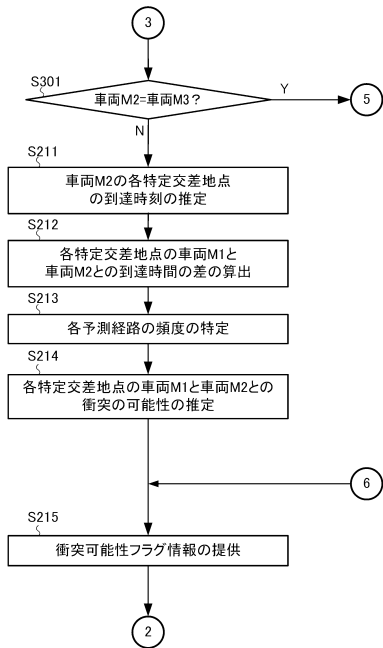 3
S301
車両M2=車両M3？
Y
5
N
S211
車両M2の各特定交差地点
の到達時刻の推定
S212
各特定交差地点の車両M1と
車両M2との到達時間の差の算出
S213
各予測経路の頻度の特定
S214
各特定交差地点の車両M1と車両M2との
衝突の可能性の推定
6
S215
衝突可能性フラグ情報の提供
2